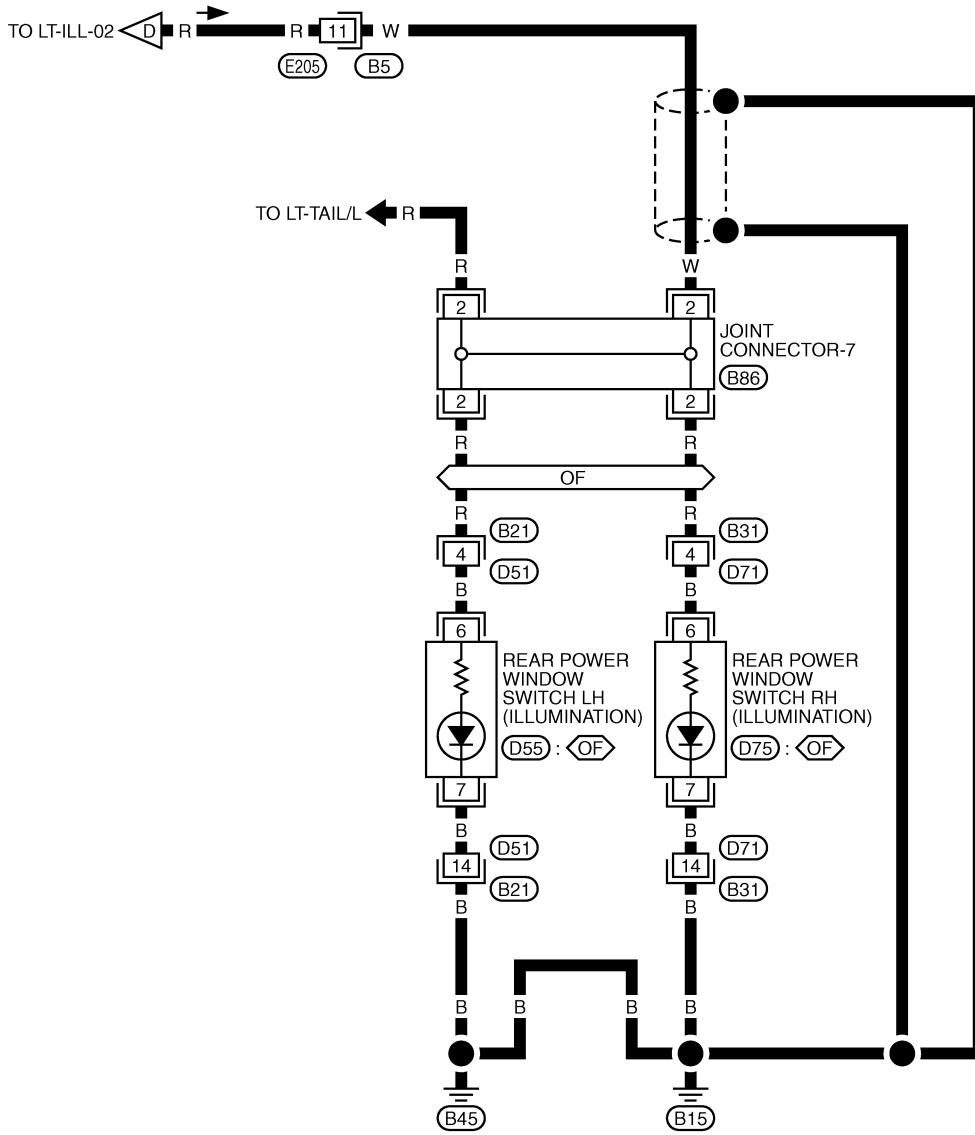 TO LT-ILL-02 D R R 11 W
E205 B5
TO LT-TAIL/L R
R W
2 2
JOINT
CONNECTOR-7
B86
2 2
R R
OF
R R
B21 B31
4 4
D51 D71
B B
6 6
REAR POWER
WINDOW
SWITCH LH
(ILLUMINATION)
D55 : OF
REAR POWER
WINDOW
SWITCH RH
(ILLUMINATION)
D75 : OF
7 7
B B
D51 D71
14 14
B21 B31
B B
B B B B
B45 B15